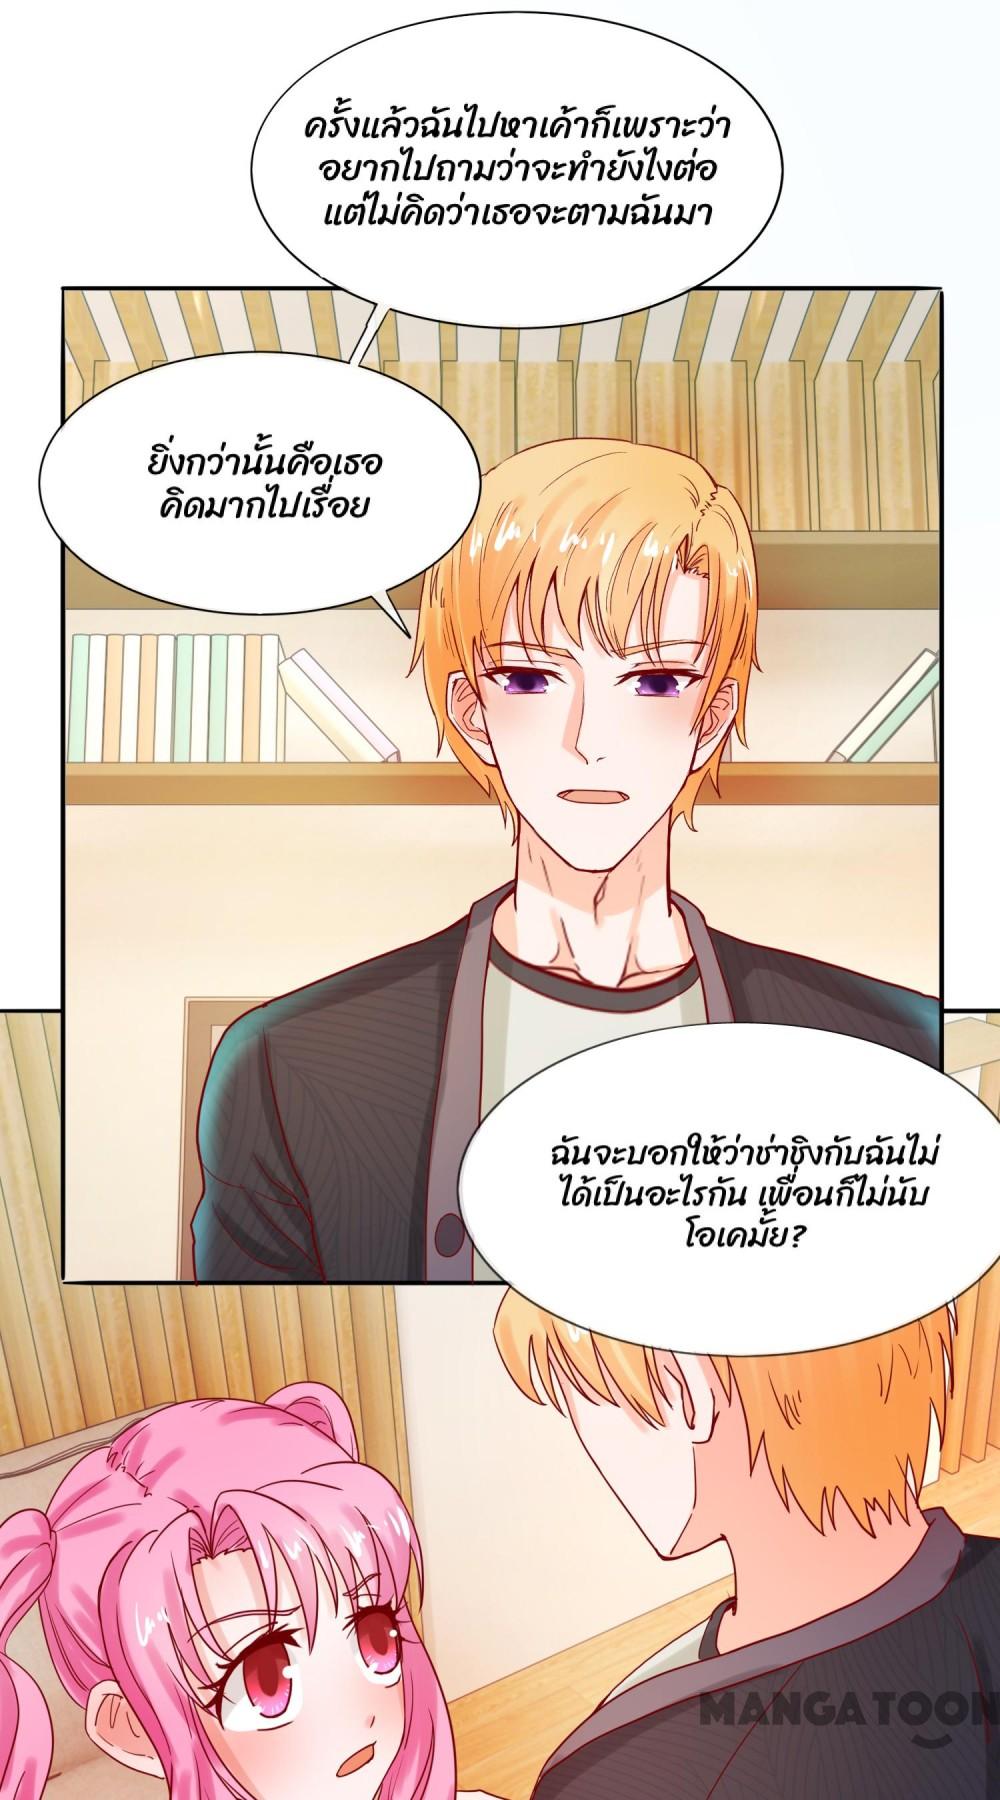 ครั้งแล้วฉันไปหาเค้าก็เพราะว่า
อยากไปถามว่าจะทำยังไงต่อ
แต่ไม่คิดว่าเธอจะตามฉันมา
ยิ่งกว่านั้นคือเธอ
คิดมากไปเรื่อย
ฉันจะบอกให้ว่าช่าชิงกับฉันไม่
ได้เป็นอะไรกัน เพื่อนก็ไม่นับ
โอเคมั้ย?
MANGATOON